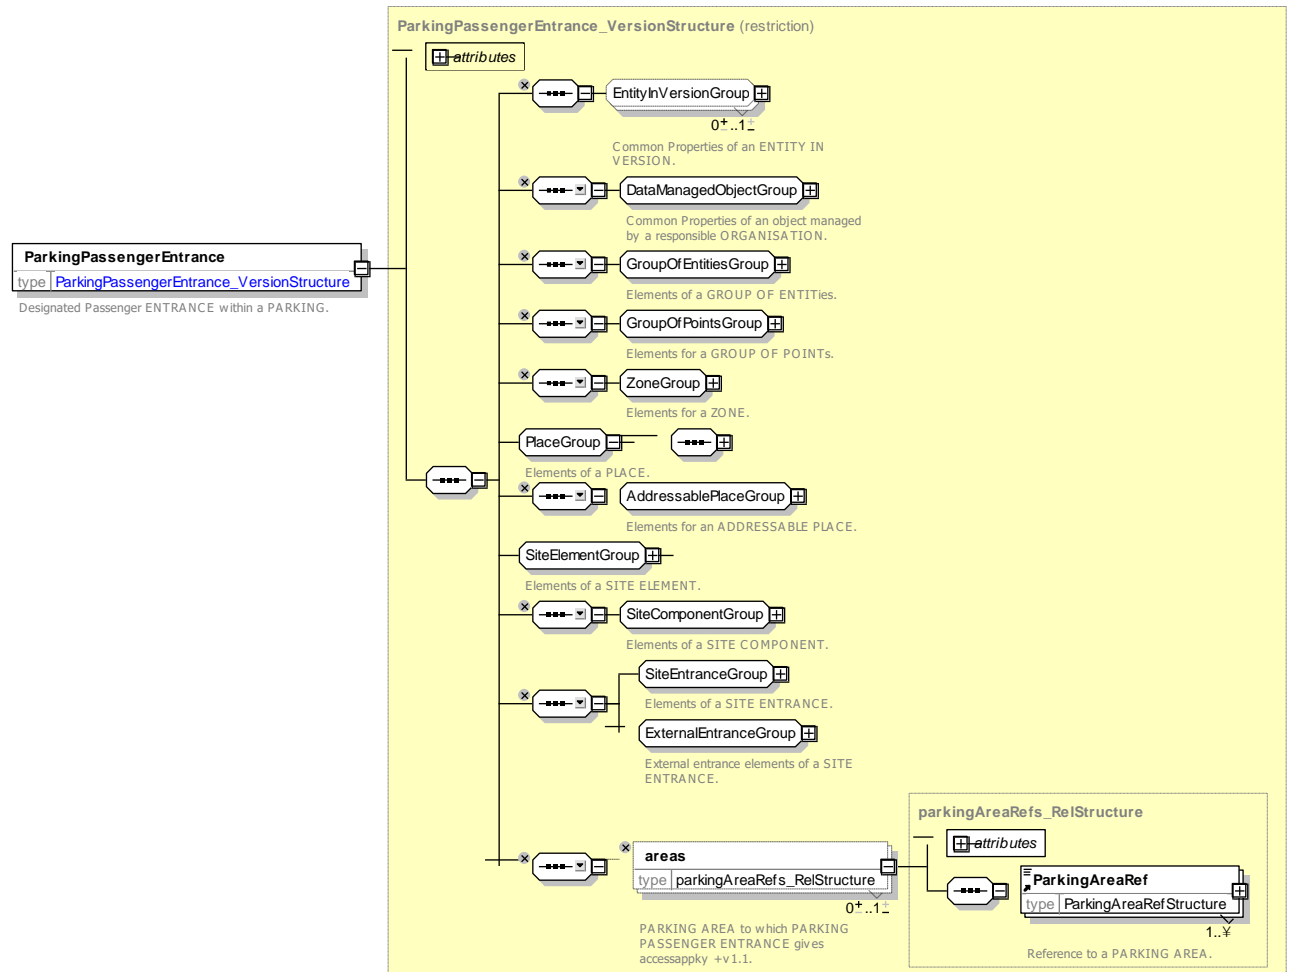 ParkingPassengerEntrance_VersionStructure (restriction)
attributes
EntityInVersionGroup
0..1
Common Properties of an ENTITY IN
VERSION.
DataManagedObjectGroup
Common Properties of an object managed
by a responsible ORGANISATION.
ParkingPassengerEntrance
type ParkingPassengerEntrance_VersionStructure
Designated Passenger ENTRANCE within a PARKING.
GroupOfEntitiesGroup
Elements of a GROUP OF ENTITies.
GroupOfPointsGroup
Elements for a GROUP OF POINTs.
ZoneGroup
Elements for a ZONE.
PlaceGroup
Elements of a PLACE.
AddressablePlaceGroup
Elements for an ADDRESSABLE PLACE.
SiteElementGroup
Elements of a SITE ELEMENT.
SiteComponentGroup
Elements of a SITE COMPONENT.
SiteEntranceGroup
Elements of a SITE ENTRANCE.
ExternalEntranceGroup
External entrance elements of a SITE
ENTRANCE.
parkingAreaRefs_RelStructure
attributes
areas
type parkingAreaRefs_RelStructure
0..1
PARKING AREA to which PARKING
PASSENGER ENTRANCE gives
accessappky +v1.1.
ParkingAreaRef
type ParkingAreaRefStructure
1..¥
Reference to a PARKING AREA.